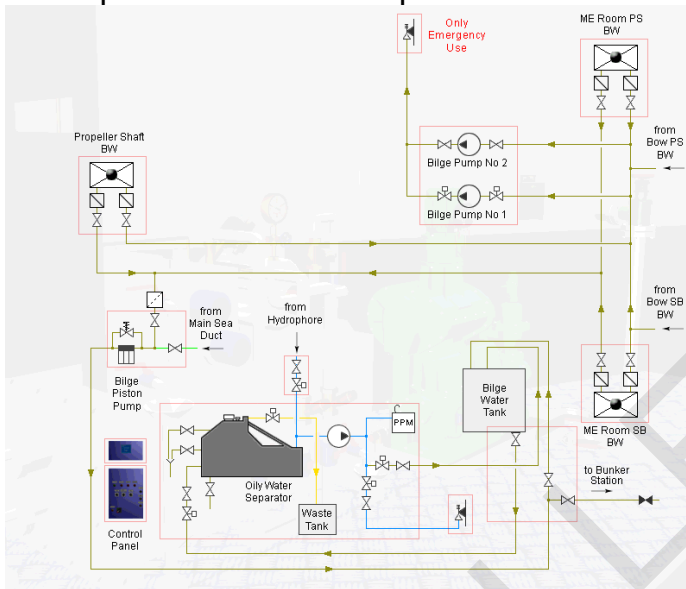 Only
Emergency
Use
ME Room PS
BW
Propeller Shaft
BW
from
Bow PS
BW
Bilge Pump No 2
Bilge Pump No 1
from
Main Sea
Duct
from
Hydrophore
from
Bow SB
BW
Bilge
Piston
Pump
Bilge
Water
Tank
PPM
ME Room SB
BW
Oily Water
Separator
Waste
Tank
to Bunker
Station
Control
Panel